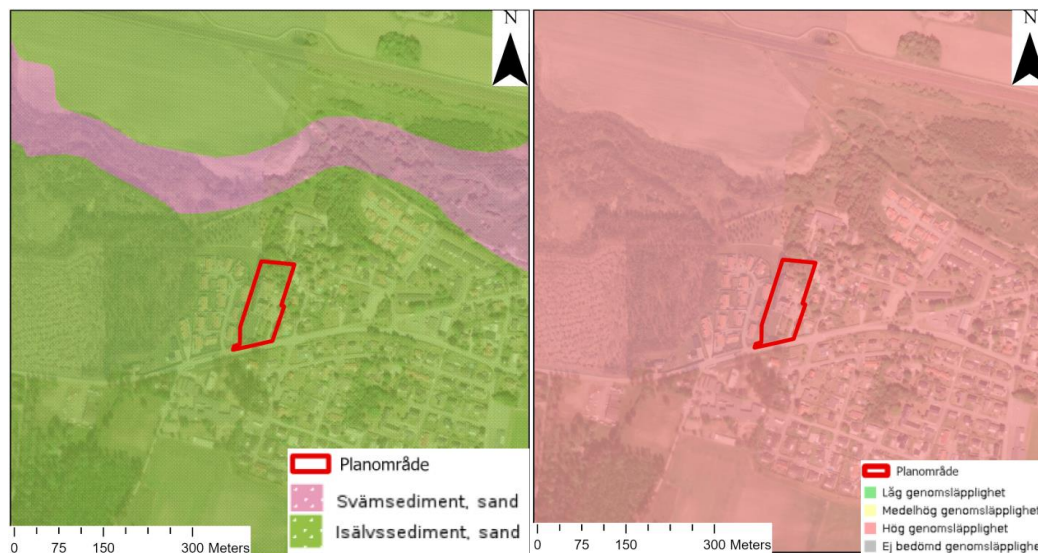 N
Planområde
Svämsediment, sand
Isälvssediment, sand
0 75 150 300 Meters
N
Planområde
Låg genomsläpplighet
Medelhög genomsläpplighet
Hög genomsläpplighet
Ej bedömd genomsläpplighet
0 75 150 300 Meters